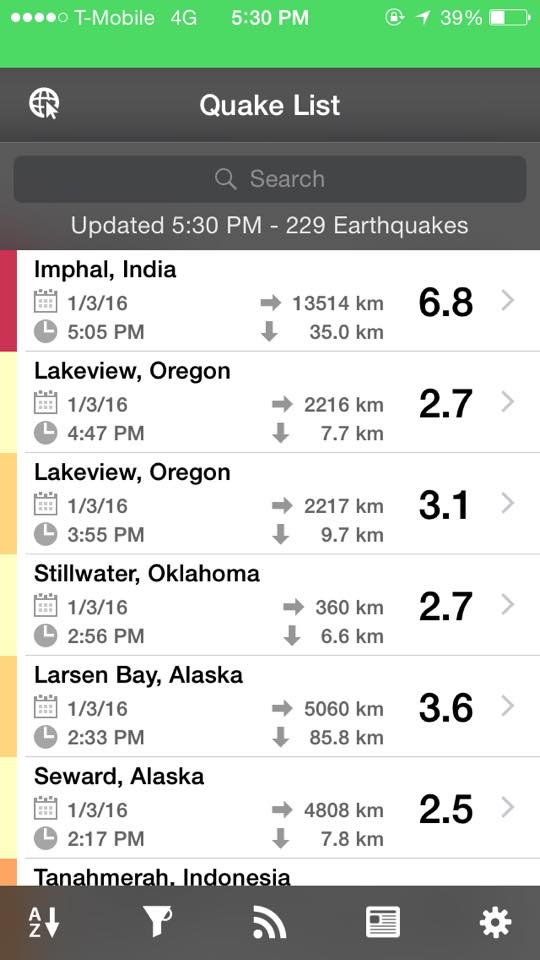 T-Mobile 4G 5:30 PM 39%
Quake List
Search
Updated 5:30 PM - 229 Earthquakes
Imphal, India
1/3/16 13514 km 6.8
5:05 PM 35.0 km
Lakeview, Oregon
1/3/16 2216 km 2.7
4:47 PM 7.7 km
Lakeview, Oregon
1/3/16 2217 km 3.1
3:55 PM 9.7 km
Stillwater, Oklahoma
1/3/16 360 km 2.7
2:56 PM 6.6 km
Larsen Bay, Alaska
1/3/16 5060 km 3.6
2:33 PM 85.8 km
Seward, Alaska
1/3/16 4808 km 2.5
2:17 PM 7.8 km
Tanahmerah, Indonesia
A
Z